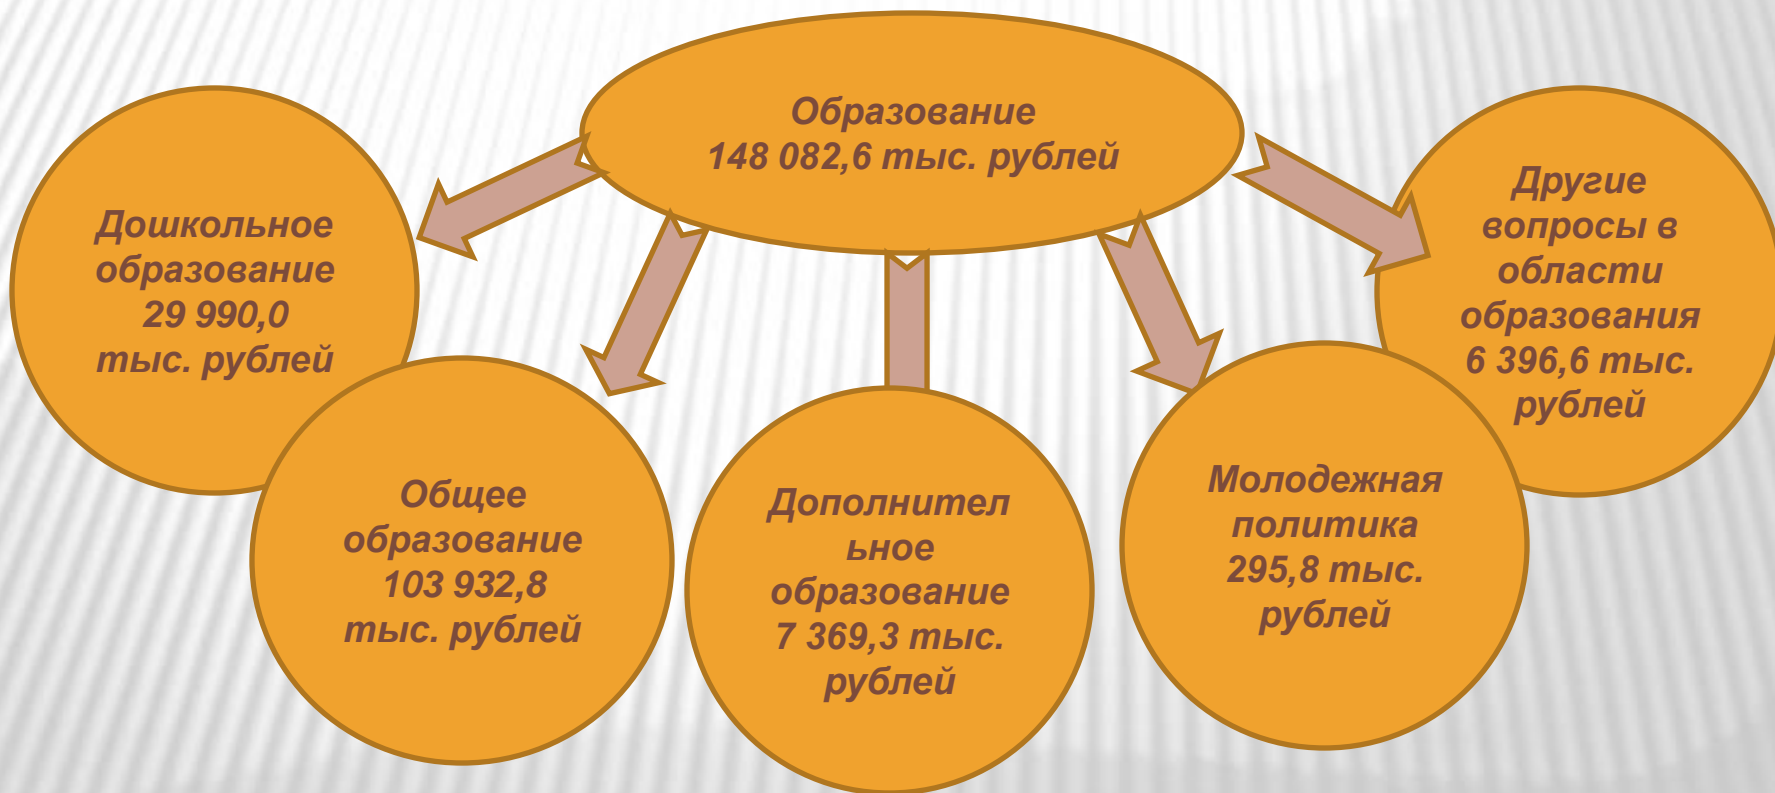 Образование
148 082,6 тыс. рублей
Дошкольное
образование
29 990,0
тыс. рублей
Общее
образование
103 932,8
тыс. рублей
Дополнител
ьное
образование
7 369,3 тыс.
рублей
Молодежная
политика
295,8 тыс.
рублей
Другие
вопросы в
области
образования
6 396,6 тыс.
рублей